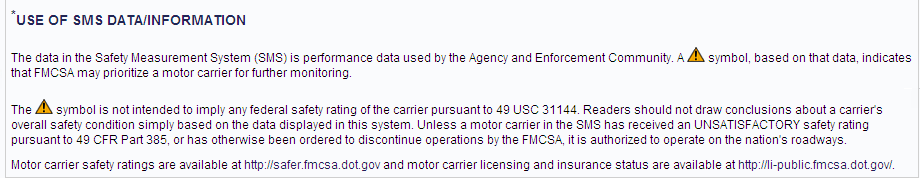 *USE OF SMS DATA/INFORMATION
The data in the Safety Measurement System (SMS) is performance data used by the Agency and Enforcement Community. A ⚠ symbol, based on that data, indicates
that FMCSA may prioritize a motor carrier for further monitoring.
The ⚠ symbol is not intended to imply any federal safety rating of the carrier pursuant to 49 USC 31144. Readers should not draw conclusions about a carrier's
overall safety condition simply based on the data displayed in this system. Unless a motor carrier in the SMS has received an UNSATISFACTORY safety rating
pursuant to 49 CFR Part 385, or has otherwise been ordered to discontinue operations by the FMCSA, it is authorized to operate on the nation's roadways.
Motor carrier safety ratings are available at http://safer.fmcsa.dot.gov and motor carrier licensing and insurance status are available at http://li-public.fmcsa.dot.gov/.